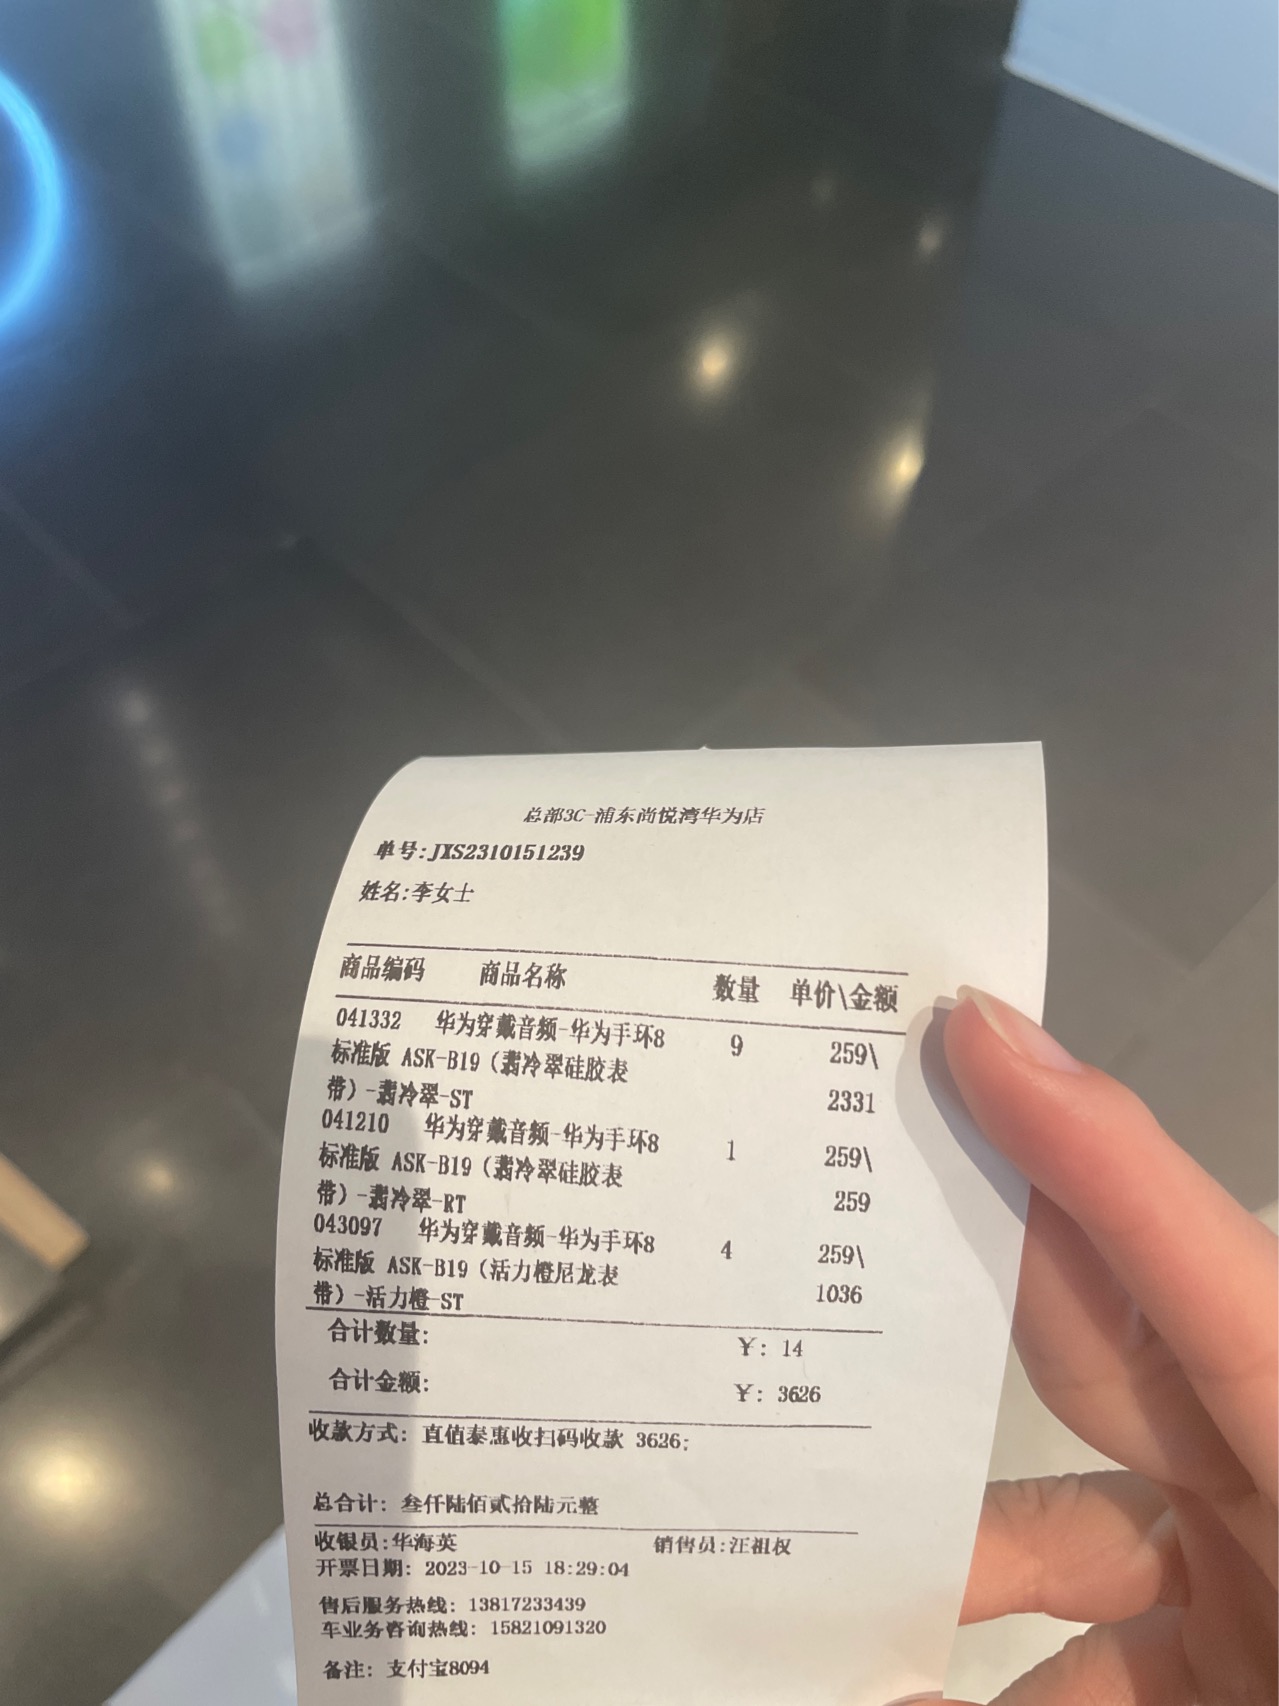 总部3C-浦东尚悦湾华为店
单号:JXS2310151239
姓名:李女士
商品编码 商品名称 数量 单价\金额
041332 华为穿戴音频-华为手环8 9 259\
标准版 ASK-B19（翡冷翠硅胶表
带）-翡冷翠-ST 2331
041210 华为穿戴音频-华为手环8 1 259\
标准版 ASK-B19（翡冷翠硅胶表
带）-翡冷翠-RT 259
043097 华为穿戴音频-华为手环8 4 259\
标准版 ASK-B19（活力橙尼龙表
带）-活力橙-ST 1036
合计数量: ￥: 14
合计金额: ￥: 3626
收款方式: 直值泰惠收扫码收款 3626;
总合计: 叁仟陆佰贰拾陆元整
收银员:华海英 销售员:汪祖权
开票日期: 2023-10-15 18:29:04
售后服务热线: 13817233439
车业务咨询热线: 15821091320
备注: 支付宝8094